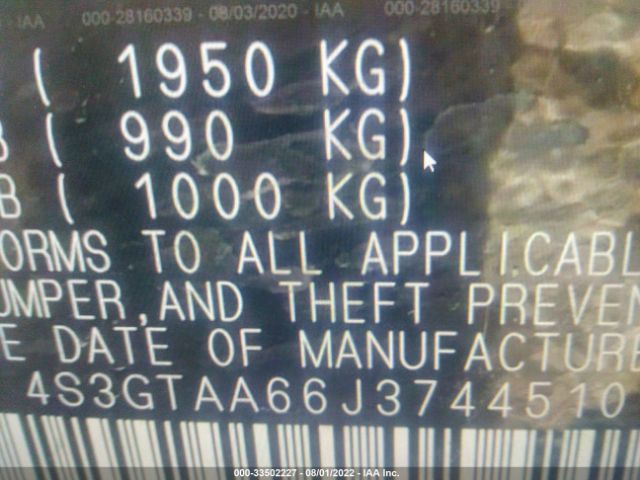 - IAA 000-28160339 - 08/03/2020 - IAA 000-28160339
( 1950 KG)
B ( 990 KG)
B ( 1000 KG)
ORMS TO ALL APPLICABL
UMPER, AND THEFT PREVEN
E DATE OF MANUFACTURE
4S3GTAA66J3744510
000-33502227 - 08/01/2022 - IAA Inc.